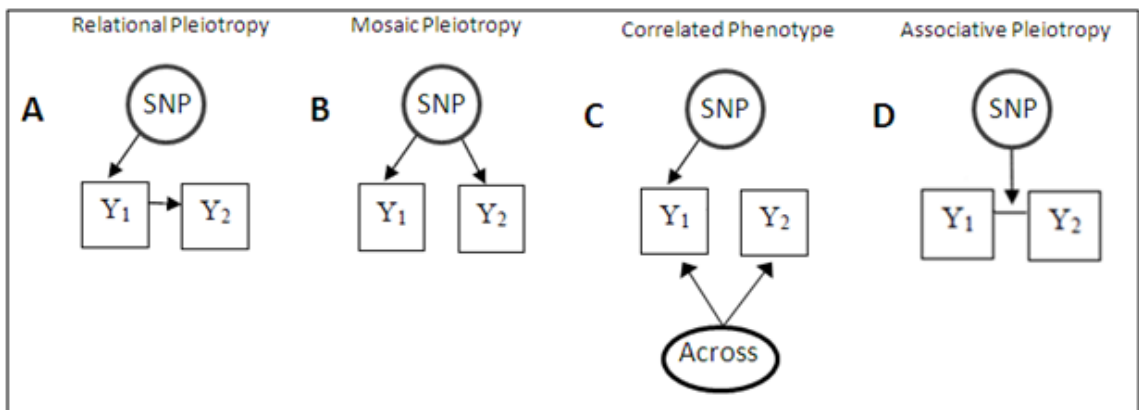 Relational Pleiotropy
Mosaic Pleiotropy
Correlated Phenotype
Associative Pleiotropy
A
SNP
Y1
Y2
B
SNP
Y1
Y2
C
SNP
Y1
Y2
Across
D
SNP
Y1
Y2